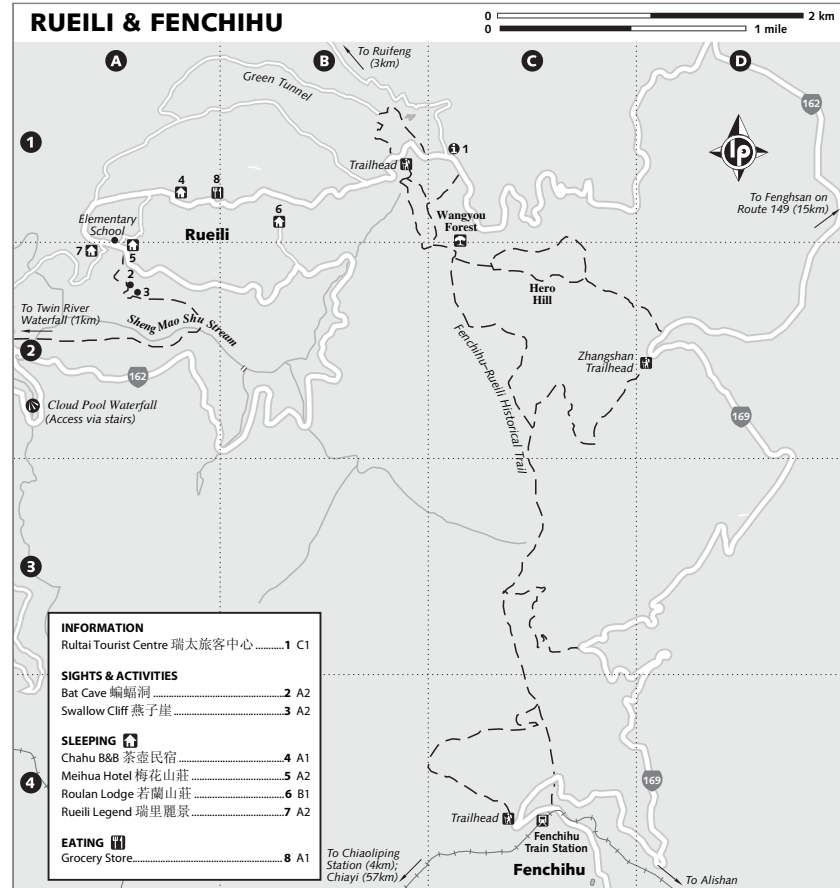 RUEILI & FENCHIHU
0 2 km
0 1 mile
A
B
C
D
To Ruifeng
(3km)
Green Tunnel
162
1
1
Trailhead
lp
4
8
6
To Fenghsan on
Route 149 (15km)
Elementary
School
Rueili
Wangyou
Forest
7
5
2
3
Hero
Hill
To Twin River
Waterfall (1km)
Sheng Mao Shu Stream
2
Zhangshan
Trailhead
162
Fenchihu–Rueili Historical Trail
Cloud Pool Waterfall
(Access via stairs)
169
3
INFORMATION
Rultai Tourist Centre 瑞太旅客中心 ...........1 C1
SIGHTS & ACTIVITIES
Bat Cave 蝙蝠洞 ...............................2 A2
Swallow Cliff 燕子崖 ..........................3 A2
SLEEPING
Chahu B&B 茶壺民宿 ...........................4 A1
Meihua Hotel 梅花山莊 ........................5 A2
Roulan Lodge 若蘭山莊 ........................6 B1
Rueili Legend 瑞里麗景 .......................7 A2
EATING
Grocery Store....................................8 A1
4
169
Trailhead
Fenchihu
Train Station
Fenchihu
To Chiaoliping
Station (4km);
Chiayi (57km)
To Alishan